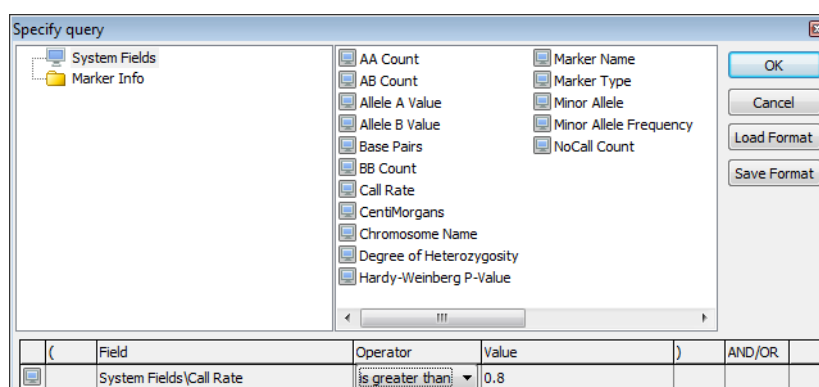 Specify query
System Fields
Marker Info
AA Count
AB Count
Allele A Value
Allele B Value
Base Pairs
BB Count
Call Rate
CentiMorgans
Chromosome Name
Degree of Heterozygosity
Hardy-Weinberg P-Value
Marker Name
Marker Type
Minor Allele
Minor Allele Frequency
NoCall Count
OK
Cancel
Load Format
Save Format
( Field Operator Value ) AND/OR
System Fields\Call Rate is greater than 0.8